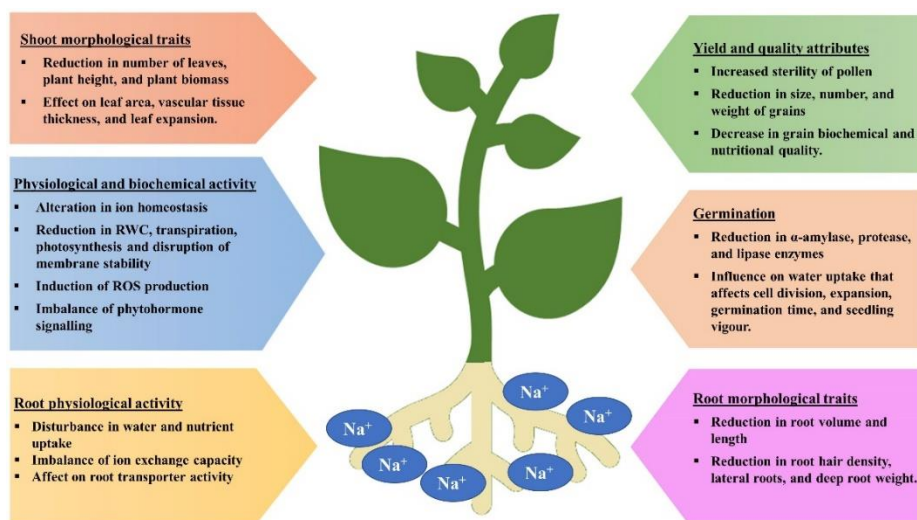 Shoot morphological traits
▪ Reduction in number of leaves,
plant height, and plant biomass
▪ Effect on leaf area, vascular tissue
thickness, and leaf expansion.
Physiological and biochemical activity
▪ Alteration in ion homeostasis
▪ Reduction in RWC, transpiration,
photosynthesis and disruption of
membrane stability
▪ Induction of ROS production
▪ Imbalance of phytohormone
signalling
Root physiological activity
▪ Disturbance in water and nutrient
uptake
▪ Imbalance of ion exchange capacity
▪ Affect on root transporter activity
Yield and quality attributes
▪ Increased sterility of pollen
▪ Reduction in size, number, and
weight of grains
▪ Decrease in grain biochemical and
nutritional quality.
Germination
▪ Reduction in α-amylase, protease,
and lipase enzymes
▪ Influence on water uptake that
affects cell division, expansion,
germination time, and seedling
vigour.
Root morphological traits
▪ Reduction in root volume and
length
▪ Reduction in root hair density,
lateral roots, and deep root weight.
Na⁺
Na⁺
Na⁺
Na⁺
Na⁺
Na⁺